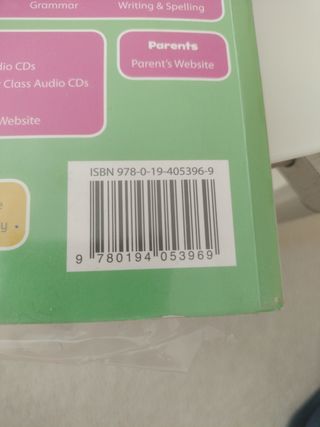 Grammar
Writing & Spelling
dio CDs
Class Audio CDs
Website
Parents
Parent's Website
ISBN 978-0-19-405396-9
9 780194 053969